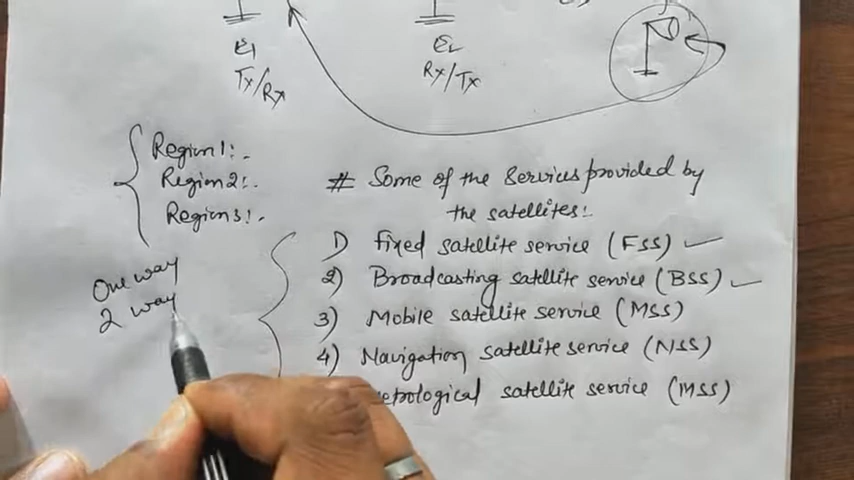 E1
Tx/Rx
E2
Rx/Tx
Region1:.
Region2:.
Region3:.
# Some of the Services provided by
the satellites:
1) Fixed satellite service (FSS)
2) Broadcasting satellite service (BSS)
3) Mobile satellite service (MSS)
4) Navigation satellite service (NSS)
etrological satellite service (MSS)
One way
2 way